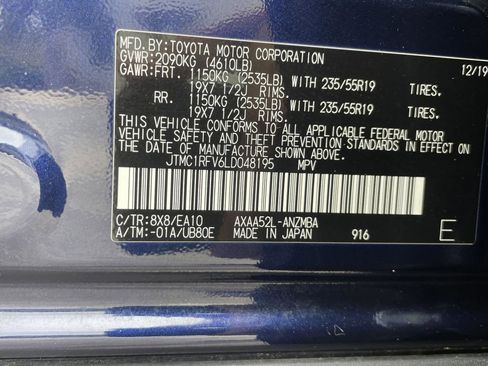 MFD.BY:TOYOTA MOTOR CORPORATION 12/19
GVWR:2090KG (4610LB)
GAWR:FRT. 1150KG (2535LB) WITH 235/55R19 TIRES.
19X7 1/2J RIMS.
RR. 1150KG (2535LB) WITH 235/55R19 TIRES.
19X7 1/2J RIMS.
THIS VEHICLE CONFORMS TO ALL APPLICABLE FEDERAL MOTOR
VEHICLE SAFETY STANDARDS IN EFFECT ON
THE DATE OF MANUFACTURE SHOWN ABOVE.
JTMC1RFV6LD048195 MPV
C/TR:8X8/EA10 AXAA52L-ANZMBA
A/TM:-01A/UB80E MADE IN JAPAN 916 E